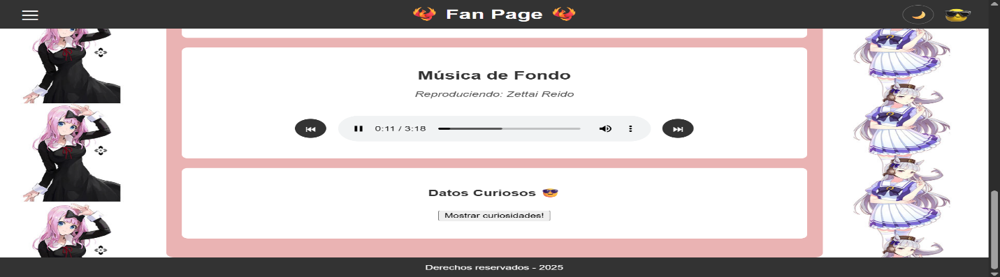 Fan Page
Música de Fondo
Reproduciendo: Zettai Reido
0:11 / 3:18
Datos Curiosos 😎
Mostrar curiosidades!
Derechos reservados - 2025